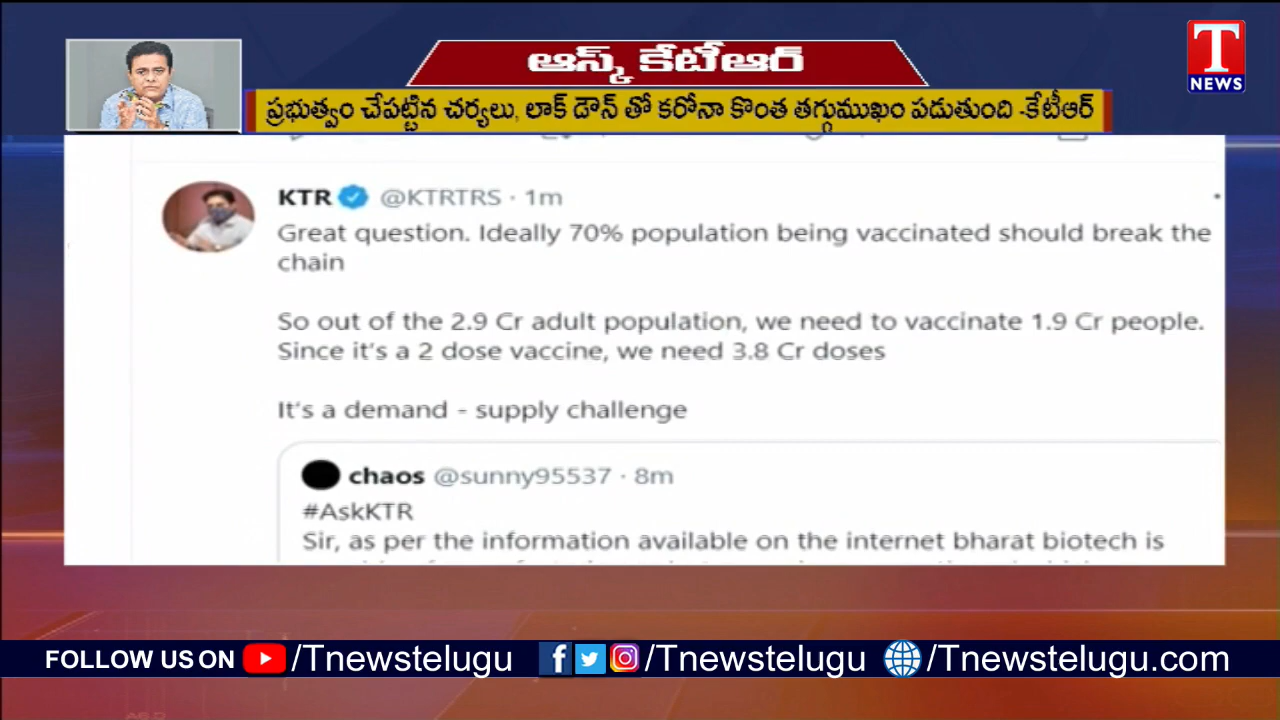 ఆస్క్ కేటీఆర్
T
NEWS
ప్రభుత్వం చేపట్టిన చర్యలు, లాక్ డౌన్ తో కరోనా కొంత తగ్గుముఖం పడుతుంది -కేటీఆర్
KTR @KTRTRS · 1m
Great question. Ideally 70% population being vaccinated should break the
chain
So out of the 2.9 Cr adult population, we need to vaccinate 1.9 Cr people.
Since it's a 2 dose vaccine, we need 3.8 Cr doses
It's a demand - supply challenge
chaos @sunny95537 · 8m
#AskKTR
Sir, as per the information available on the internet bharat biotech is
FOLLOW US ON /Tnewstelugu /Tnewstelugu /Tnewstelugu.com